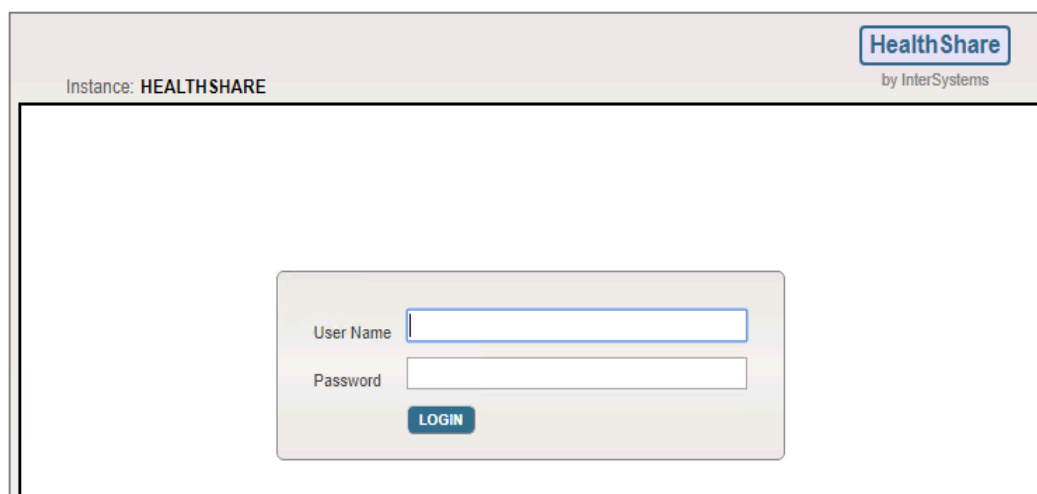 HealthShare
by InterSystems
Instance: HEALTHSHARE
User Name
Password
LOGIN